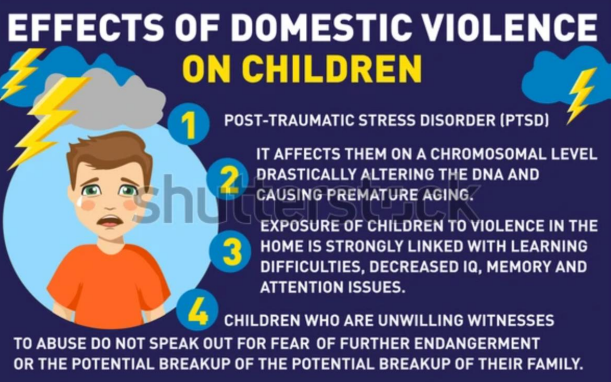 EFFECTS OF DOMESTIC VIOLENCE
ON CHILDREN
1
POST-TRAUMATIC STRESS DISORDER (PTSD)
2
IT AFFECTS THEM ON A CHROMOSOMAL LEVEL
DRASTICALLY ALTERING THE DNA AND
CAUSING PREMATURE AGING.
3
EXPOSURE OF CHILDREN TO VIOLENCE IN THE
HOME IS STRONGLY LINKED WITH LEARNING
DIFFICULTIES, DECREASED IQ, MEMORY AND
ATTENTION ISSUES.
4
CHILDREN WHO ARE UNWILLING WITNESSES
TO ABUSE DO NOT SPEAK OUT FOR FEAR OF FURTHER ENDANGERMENT
OR THE POTENTIAL BREAKUP OF THE POTENTIAL BREAKUP OF THEIR FAMILY.
shutterstock